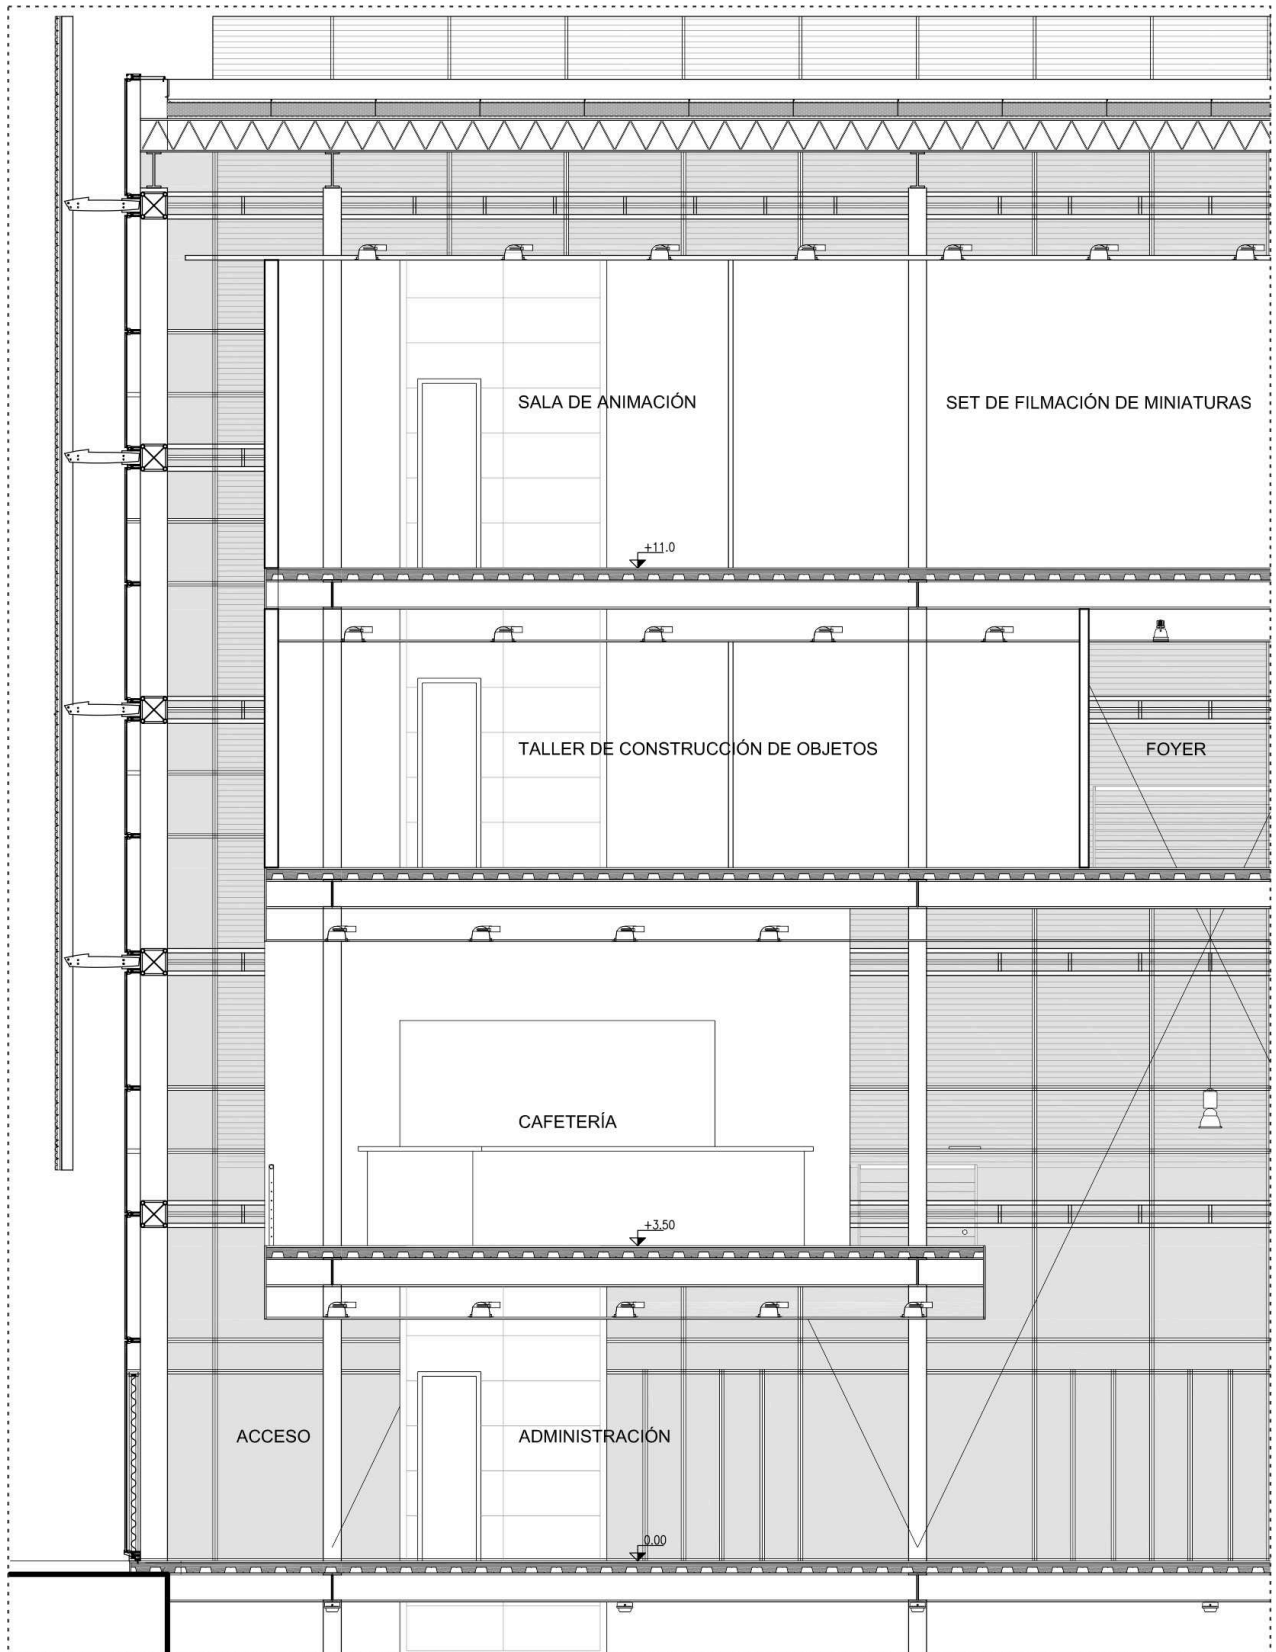 SALA DE ANIMACIÓN
SET DE FILMACIÓN DE MINIATURAS
+11.0
TALLER DE CONSTRUCCIÓN DE OBJETOS
FOYER
CAFETERÍA
+3.50
ACCESO
ADMINISTRACIÓN
0.00